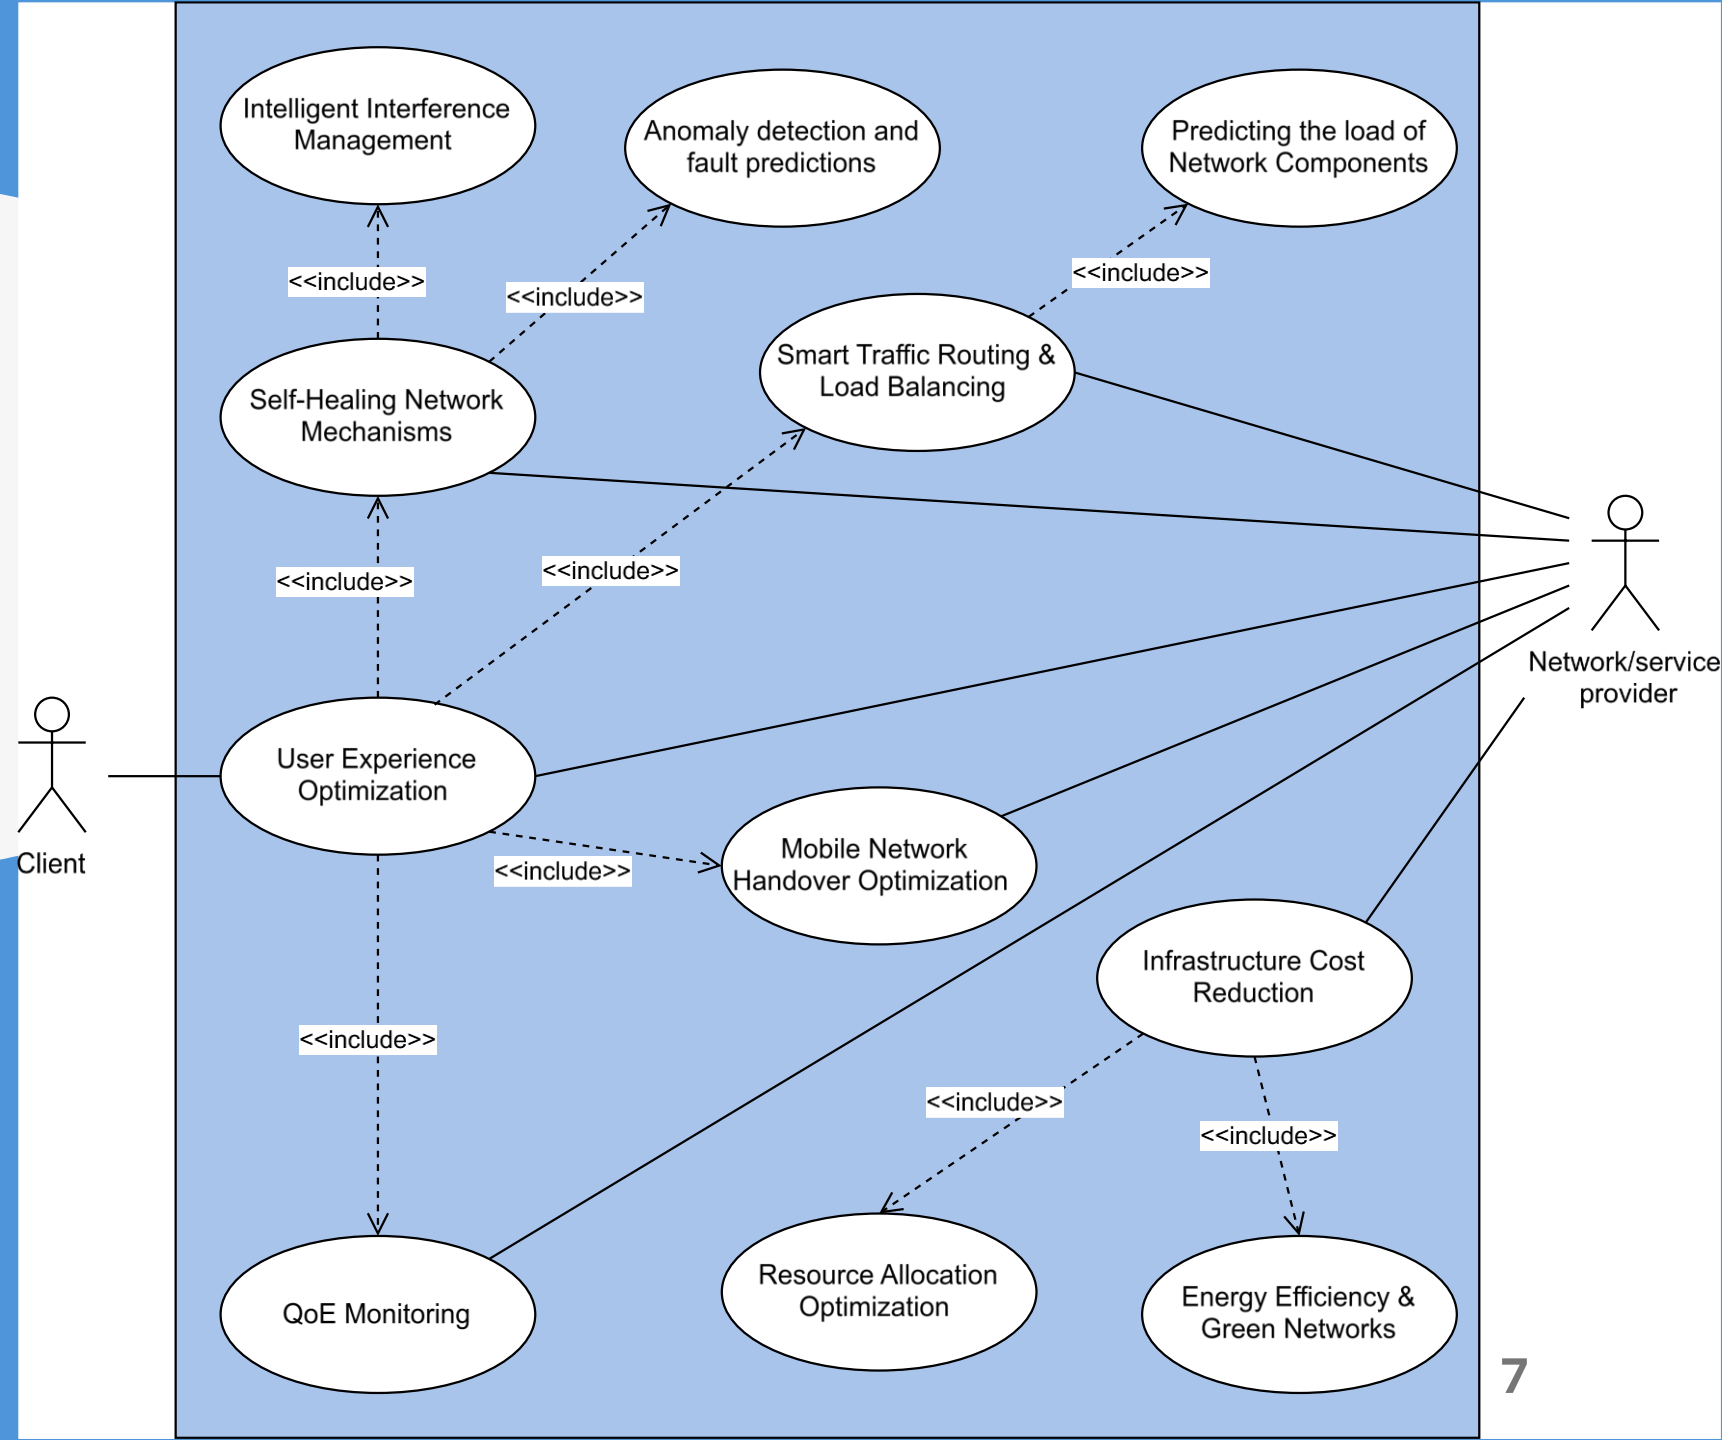 Intelligent Interference
Management
Anomaly detection and
fault predictions
Predicting the load of
Network Components
<<include>>
<<include>>
<<include>>
Self-Healing Network
Mechanisms
Smart Traffic Routing &
Load Balancing
<<include>>
<<include>>
Network/service
provider
Client
User Experience
Optimization
<<include>>
Mobile Network
Handover Optimization
Infrastructure Cost
Reduction
<<include>>
<<include>>
<<include>>
QoE Monitoring
Resource Allocation
Optimization
Energy Efficiency &
Green Networks
7